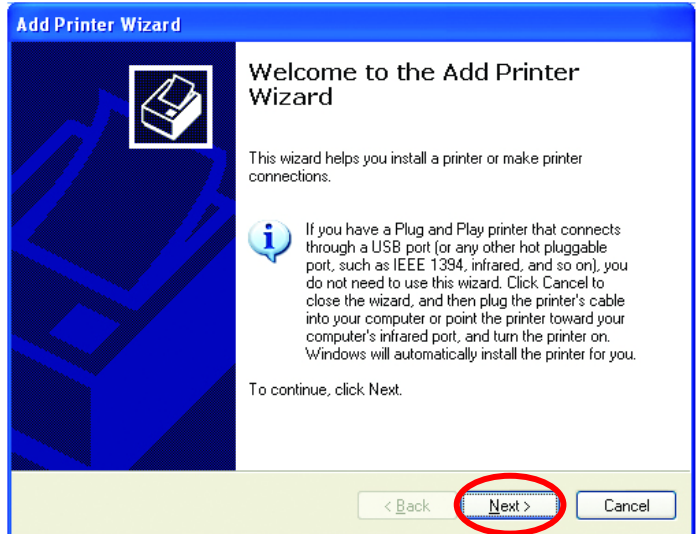 Add Printer Wizard
Welcome to the Add Printer
Wizard
This wizard helps you install a printer or make printer
connections.
If you have a Plug and Play printer that connects
through a USB port (or any other hot pluggable
port, such as IEEE 1394, infrared, and so on), you
do not need to use this wizard. Click Cancel to
close the wizard, and then plug the printer's cable
into your computer or point the printer toward your
computer's infrared port, and turn the printer on.
Windows will automatically install the printer for you.
To continue, click Next.
< Back Next > Cancel